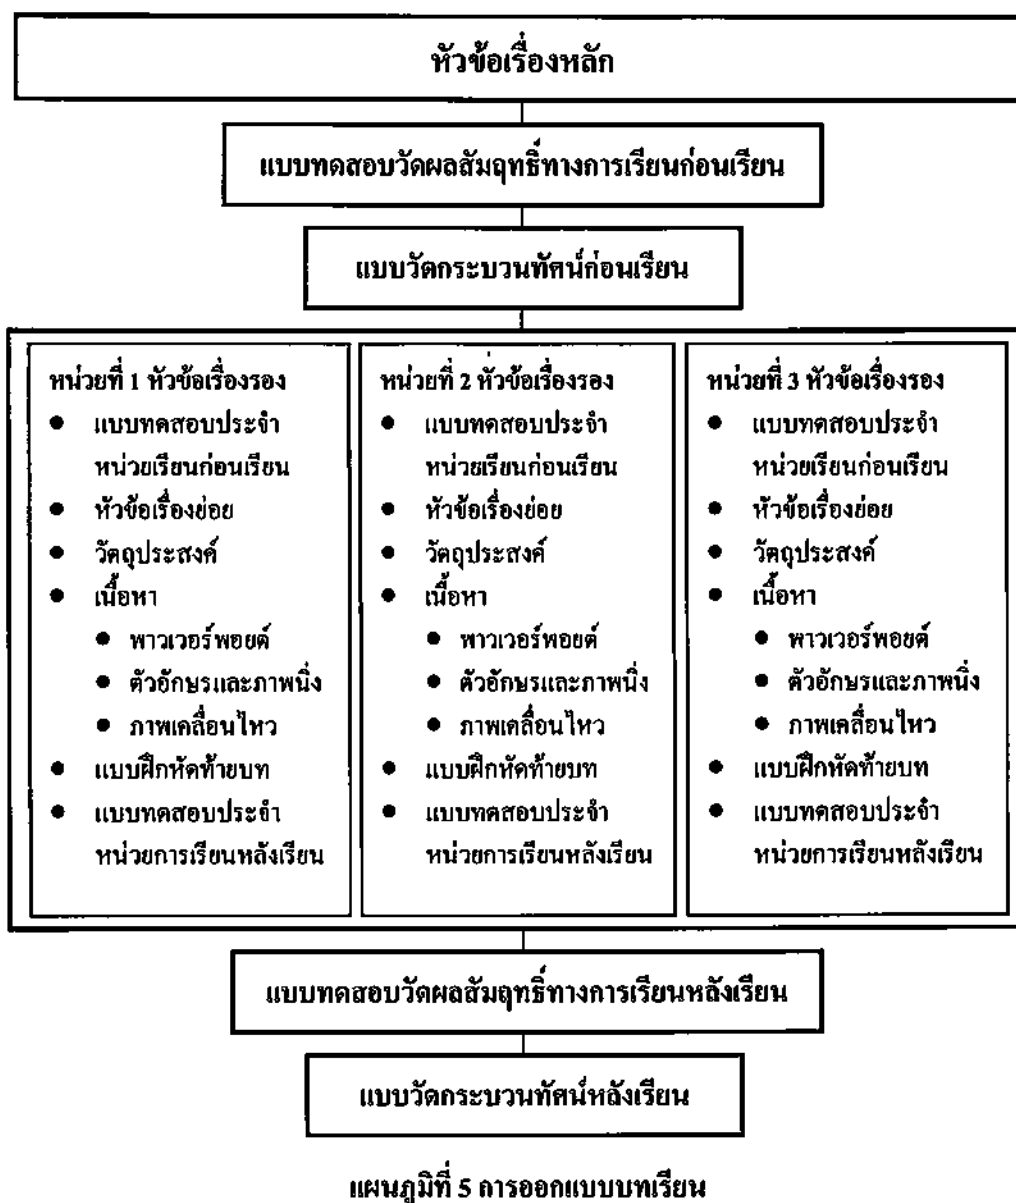 หัวข้อเรื่องหลัก
แบบทดสอบวัดผลสัมฤทธิ์ทางการเรียนก่อนเรียน
แบบวัดกระบวนทัศน์ก่อนเรียน
หน่วยที่ 1 หัวข้อเรื่องรอง
● แบบทดสอบประจำ
หน่วยเรียนก่อนเรียน
● หัวข้อเรื่องย่อย
● วัตถุประสงค์
● เนื้อหา
● พาวเวอร์พอยต์
● ตัวอักษรและภาพนิ่ง
● ภาพเคลื่อนไหว
● แบบฝึกหัดท้ายบท
● แบบทดสอบประจำ
หน่วยการเรียนหลังเรียน
หน่วยที่ 2 หัวข้อเรื่องรอง
● แบบทดสอบประจำ
หน่วยเรียนก่อนเรียน
● หัวข้อเรื่องย่อย
● วัตถุประสงค์
● เนื้อหา
● พาวเวอร์พอยต์
● ตัวอักษรและภาพนิ่ง
● ภาพเคลื่อนไหว
● แบบฝึกหัดท้ายบท
● แบบทดสอบประจำ
หน่วยการเรียนหลังเรียน
หน่วยที่ 3 หัวข้อเรื่องรอง
● แบบทดสอบประจำ
หน่วยเรียนก่อนเรียน
● หัวข้อเรื่องย่อย
● วัตถุประสงค์
● เนื้อหา
● พาวเวอร์พอยต์
● ตัวอักษรและภาพนิ่ง
● ภาพเคลื่อนไหว
● แบบฝึกหัดท้ายบท
● แบบทดสอบประจำ
หน่วยการเรียนหลังเรียน
แบบทดสอบวัดผลสัมฤทธิ์ทางการเรียนหลังเรียน
แบบวัดกระบวนทัศน์หลังเรียน
แผนภูมิที่ 5 การออกแบบบทเรียน